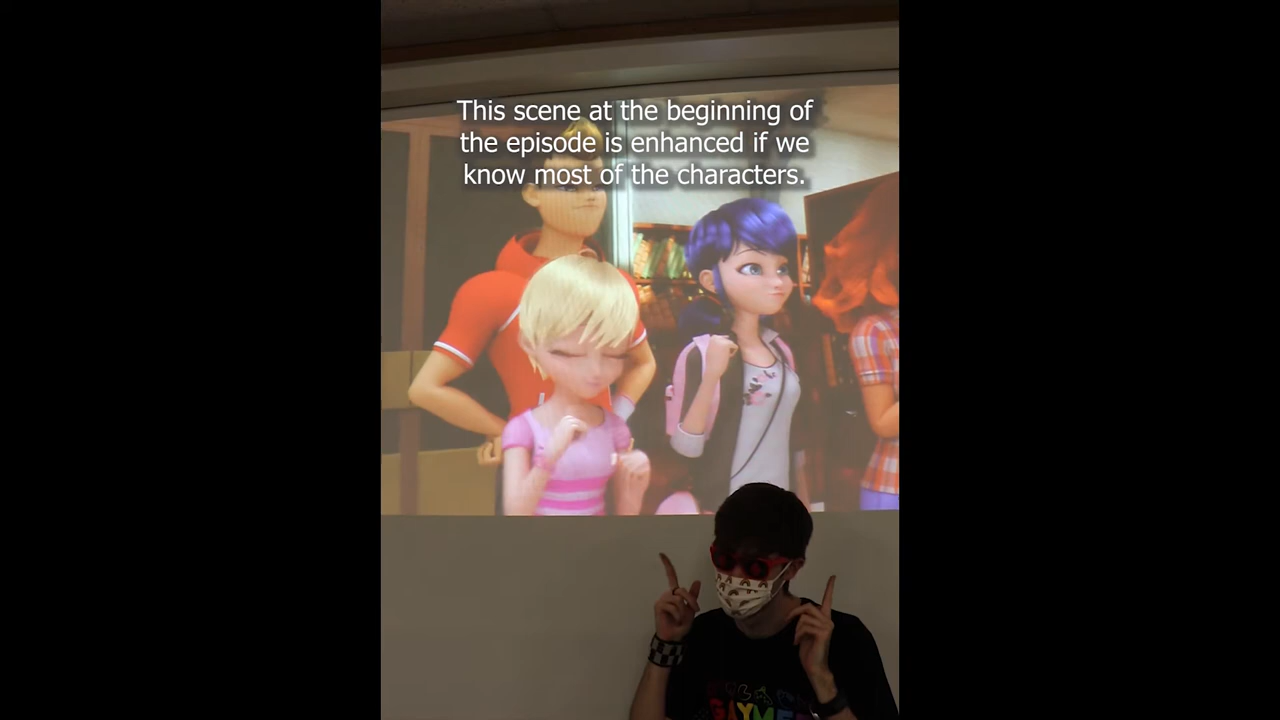 This scene at the beginning of
the episode is enhanced if we
know most of the characters.